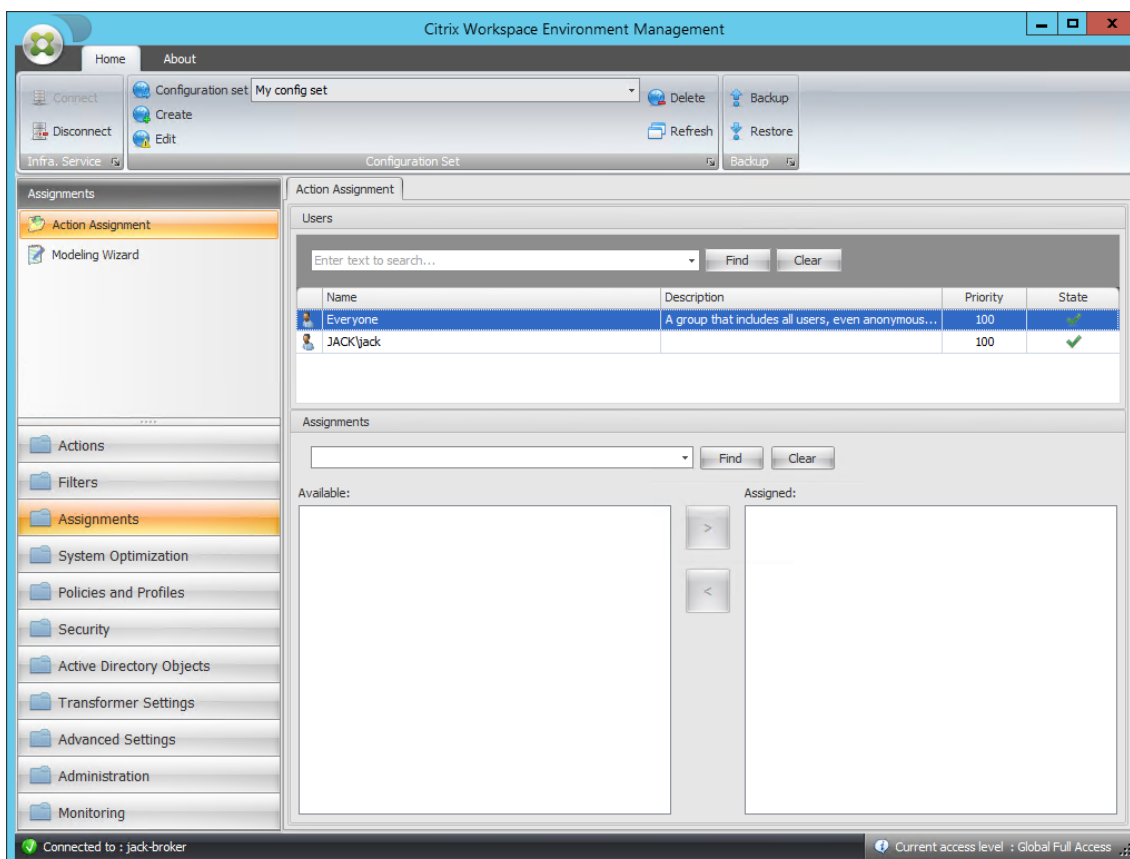 Citrix Workspace Environment Management
Home About
Connect
Disconnect
Infra. Service
Configuration set My config set
Create
Edit
Delete
Refresh
Configuration Set
Backup
Restore
Backup
Assignments
Action Assignment
Modeling Wizard
Actions
Filters
Assignments
System Optimization
Policies and Profiles
Security
Active Directory Objects
Transformer Settings
Advanced Settings
Administration
Monitoring
Action Assignment
Users
Enter text to search... Find Clear
Name Description Priority State
Everyone A group that includes all users, even anonymous... 100
JACK\jack 100
Assignments
Find Clear
Available: Assigned:
>
<
Connected to : jack-broker Current access level : Global Full Access